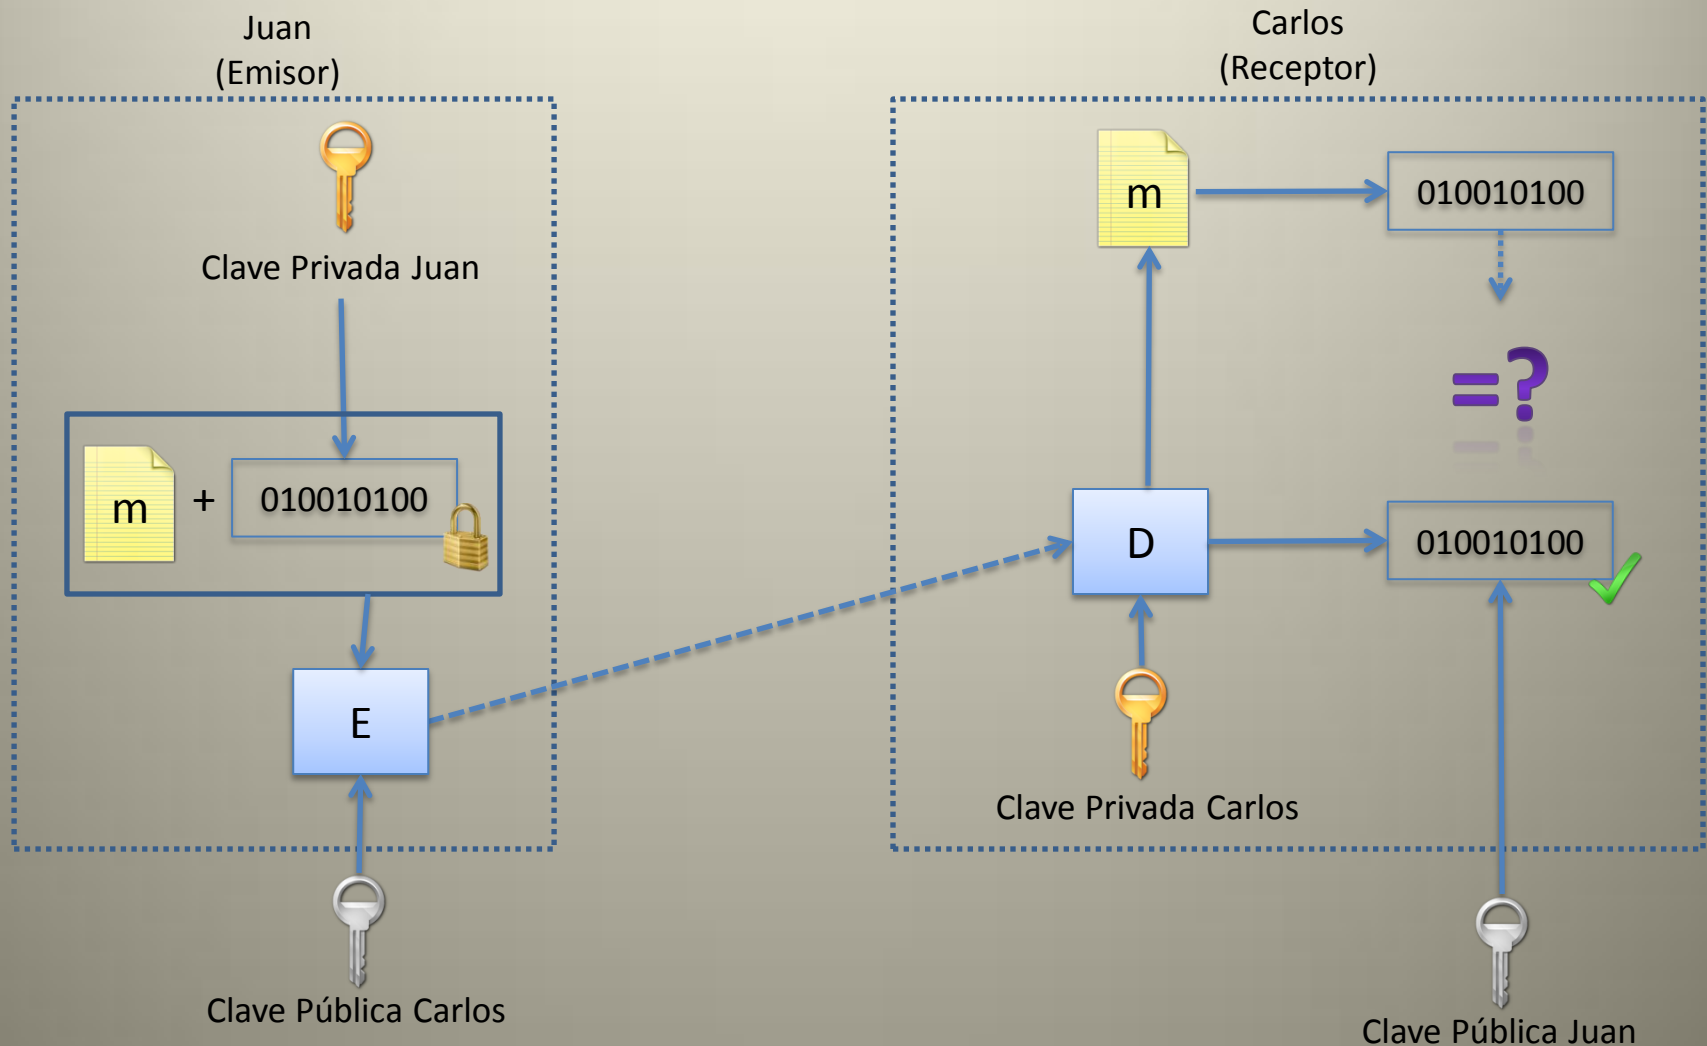 Juan
(Emisor)
Clave Privada Juan
m + 010010100
E
Clave Pública Carlos
Carlos
(Receptor)
m
010010100
=?
D
010010100
Clave Privada Carlos
Clave Pública Juan